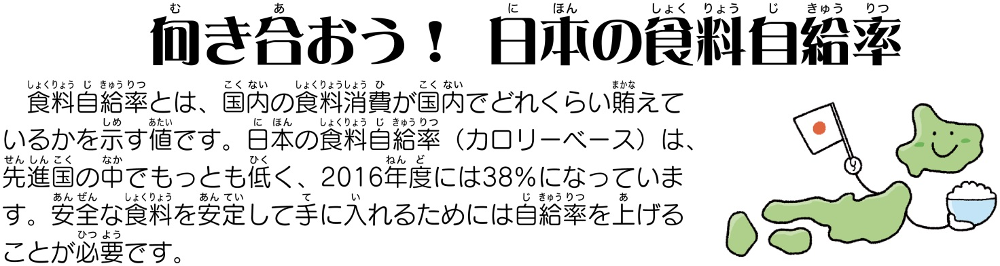 向き合おう！ 日本の食料自給率
食料自給率とは、国内の食料消費が国内でどれくらい賄えて
いるかを示す値です。日本の食料自給率（カロリーベース）は、
先進国の中でもっとも低く、2016年度には38%になっていま
す。安全な食料を安定して手に入れるためには自給率を上げる
ことが必要です。